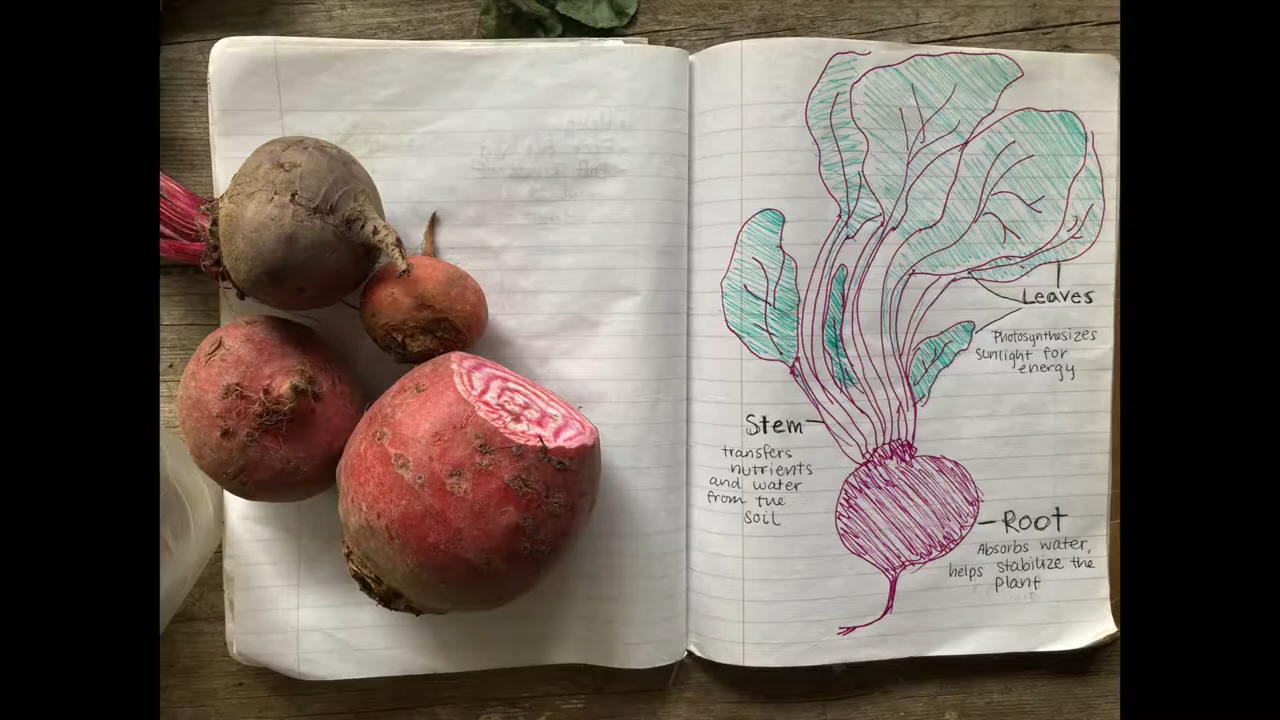 Leaves
Photosynthesizes
sunlight for
energy
Stem
transfers
nutrients
and water
from the
soil
Root
Absorbs water,
helps stabilize the
plant